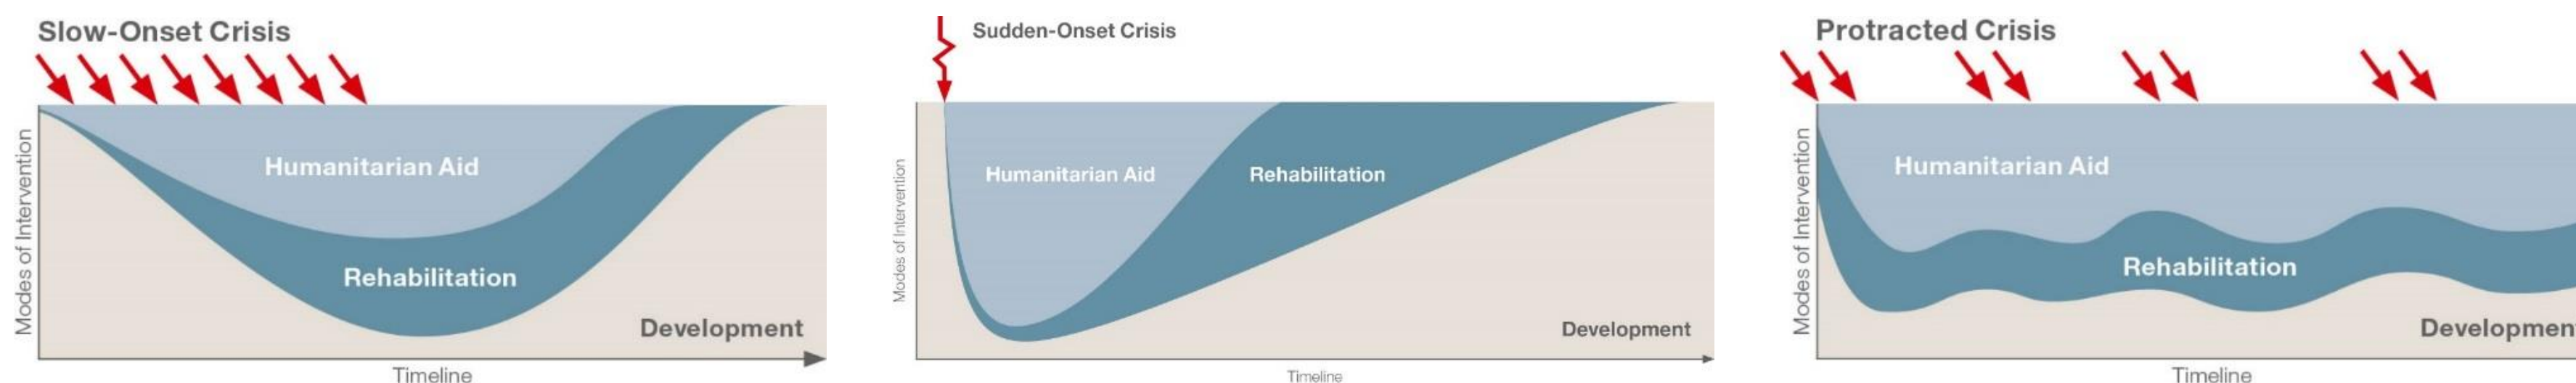 Slow-Onset Crisis
Modes of Intervention
Humanitarian Aid
Rehabilitation
Development
Timeline
Sudden-Onset Crisis
Modes of Intervention
Humanitarian Aid
Rehabilitation
Development
Timeline
Protracted Crisis
Modes of Intervention
Humanitarian Aid
Rehabilitation
Developmen
Timeline